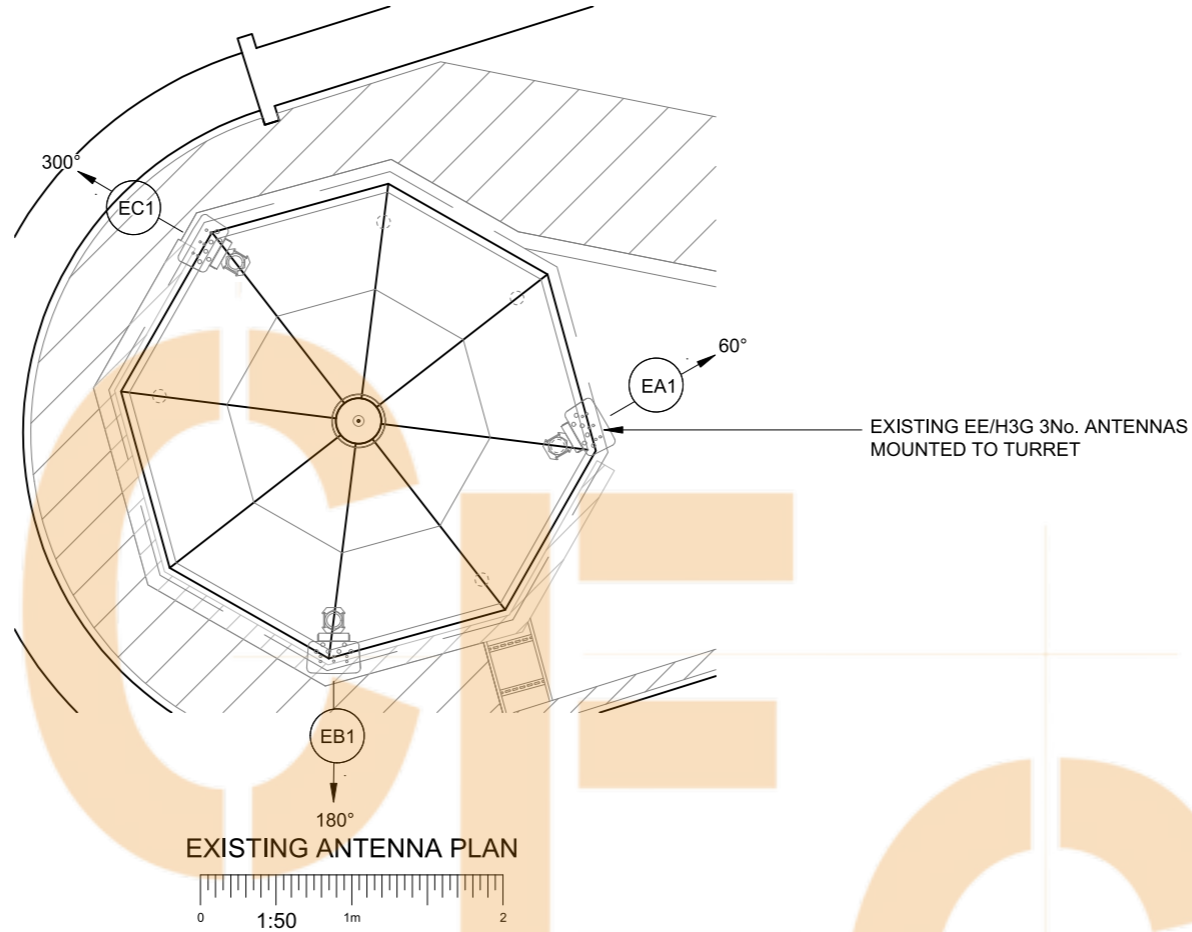 300°
EC1
60°
EA1
EXISTING EE/H3G 3No. ANTENNAS
MOUNTED TO TURRET
EB1
180°
EXISTING ANTENNA PLAN
0 1m 2
1:50